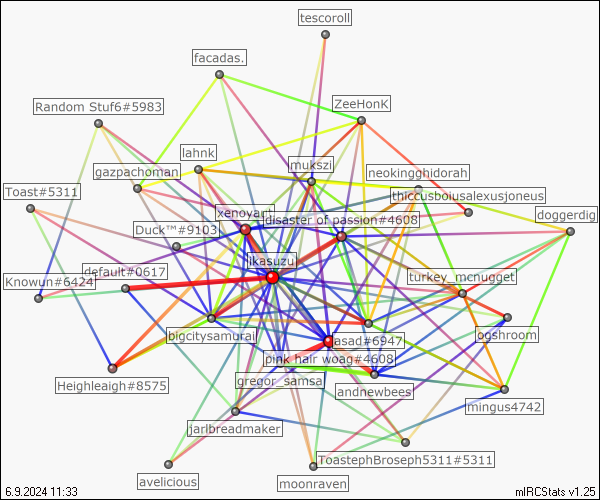 tescoroll
facadas.
Random Stuf6#5983
ZeeHonK
lahnk
mukszi
gazpachoman
neokingghidorah
Toast#5311
thiccusboiusalexusjoneus
xenoyaut
disaster of passion#4608
doggerdig
Duck™#9103
ikasuzu
default#0617
Knowun#6424
turkey_mcnugget
bigcitysamurai
asad#6947
logshroom
pink hair woag#4608
Heighleaigh#8575
gregor_samsa
andnewbees
mingus4742
jarlbreadmaker
ToastephBroseph5311#5311
avelicious
moonraven
6.9.2024 11:33
mIRCStats v1.25